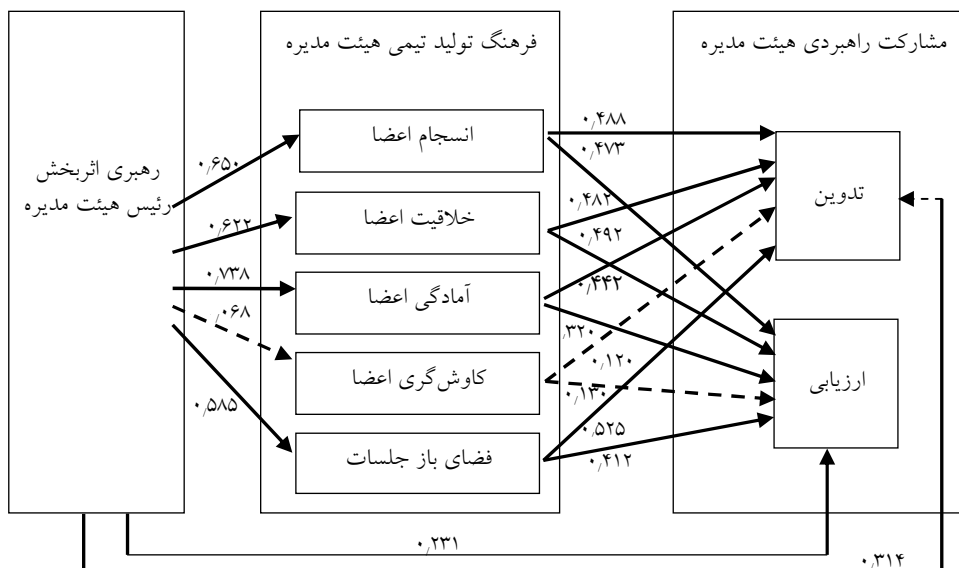 مشارکت راهبردی هیئت مدیره
فرهنگ تولید تیمی هیئت مدیره
رهبری اثربخش
رئیس هیئت مدیره
انسجام اعضا
خلاقیت اعضا
آمادگی اعضا
کاوش‌گری اعضا
فضای باز جلسات
تدوین
ارزیابی
۰٫۶۵۰
۰٫۶۲۲
۰٫۷۳۸
٫۰۶۸
۰٫۵۸۵
۰٫۴۸۸
۰٫۴۷۳
۰٫۴۸۲
۰٫۴۹۲
۰٫۴۴۲
٫۳۲۰
۰٫۱۲۰
۰٫۱۳۰
۰٫۵۲۵
۰٫۴۱۲
۰٫۲۳۱
۰٫۳۱۴